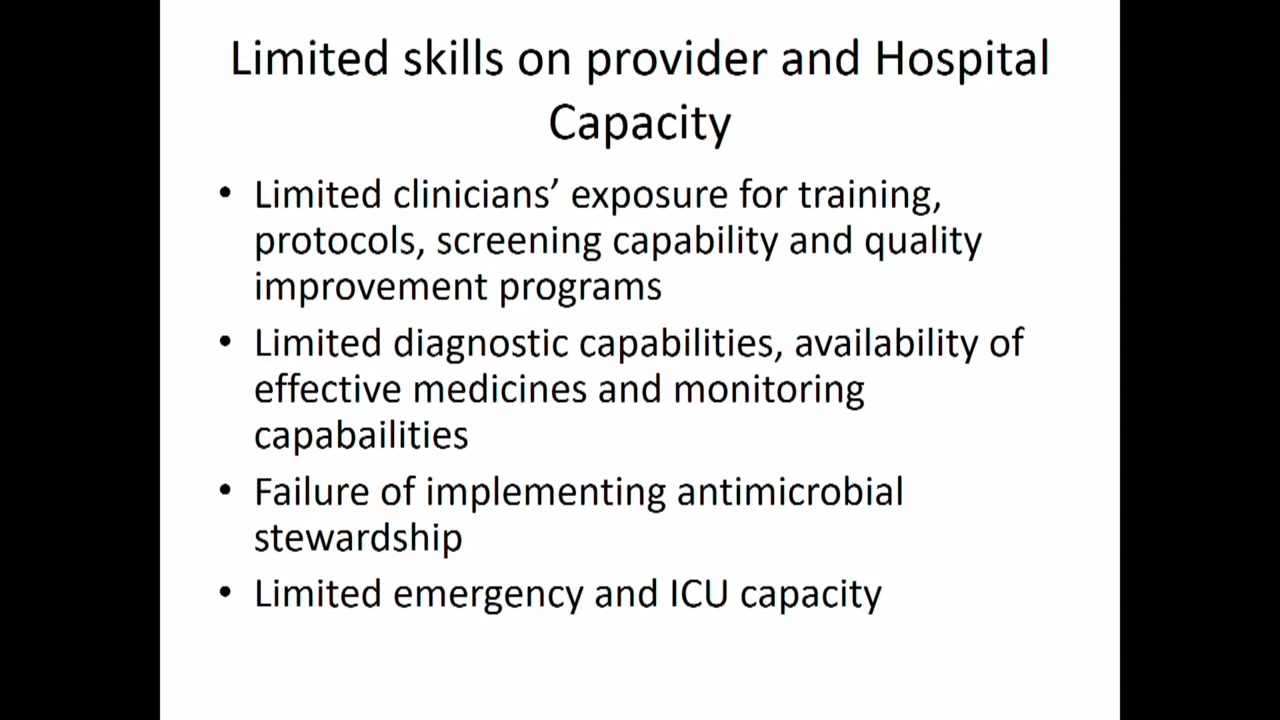 Limited skills on provider and Hospital
Capacity
• Limited clinicians’ exposure for training,
protocols, screening capability and quality
improvement programs
• Limited diagnostic capabilities, availability of
effective medicines and monitoring
capabailities
• Failure of implementing antimicrobial
stewardship
• Limited emergency and ICU capacity